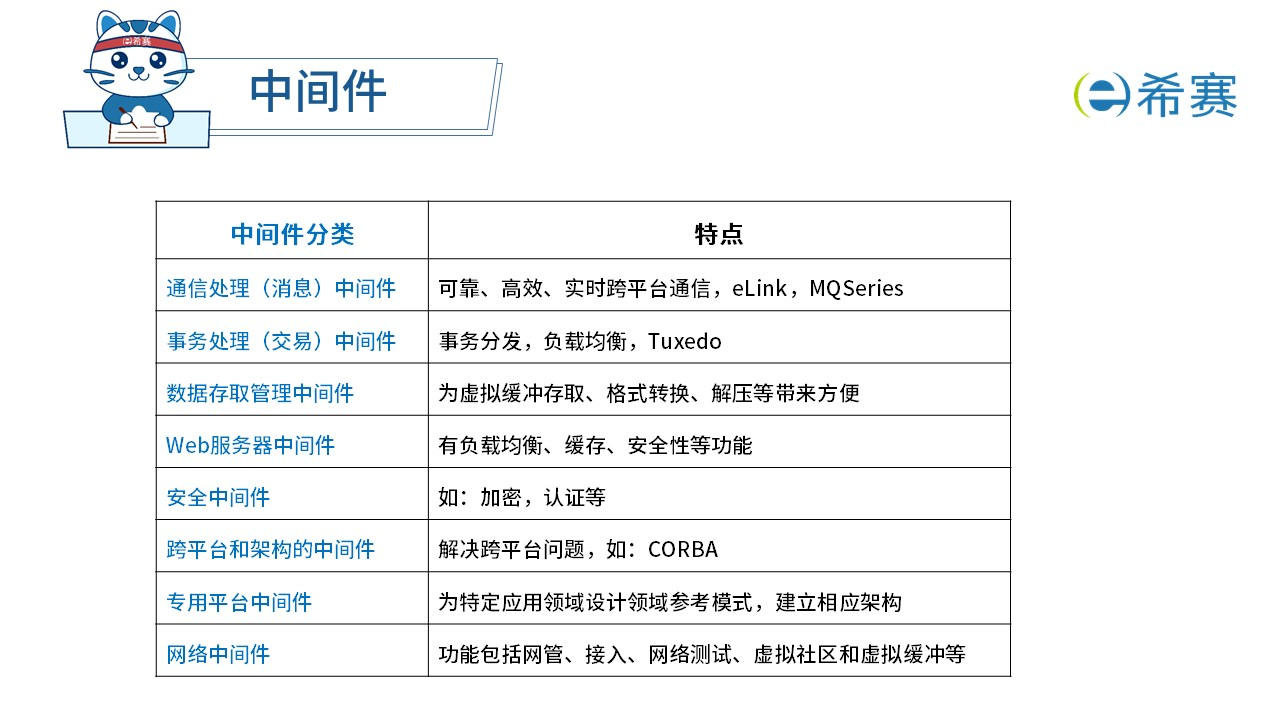 希赛
中间件
希赛
中间件分类 特点
通信处理（消息）中间件 可靠、高效、实时跨平台通信，eLink，MQSeries
事务处理（交易）中间件 事务分发，负载均衡，Tuxedo
数据存取管理中间件 为虚拟缓冲存取、格式转换、解压等带来方便
Web服务器中间件 有负载均衡、缓存、安全性等功能
安全中间件 如：加密，认证等
跨平台和架构的中间件 解决跨平台问题，如：CORBA
专用平台中间件 为特定应用领域设计领域参考模式，建立相应架构
网络中间件 功能包括网管、接入、网络测试、虚拟社区和虚拟缓冲等